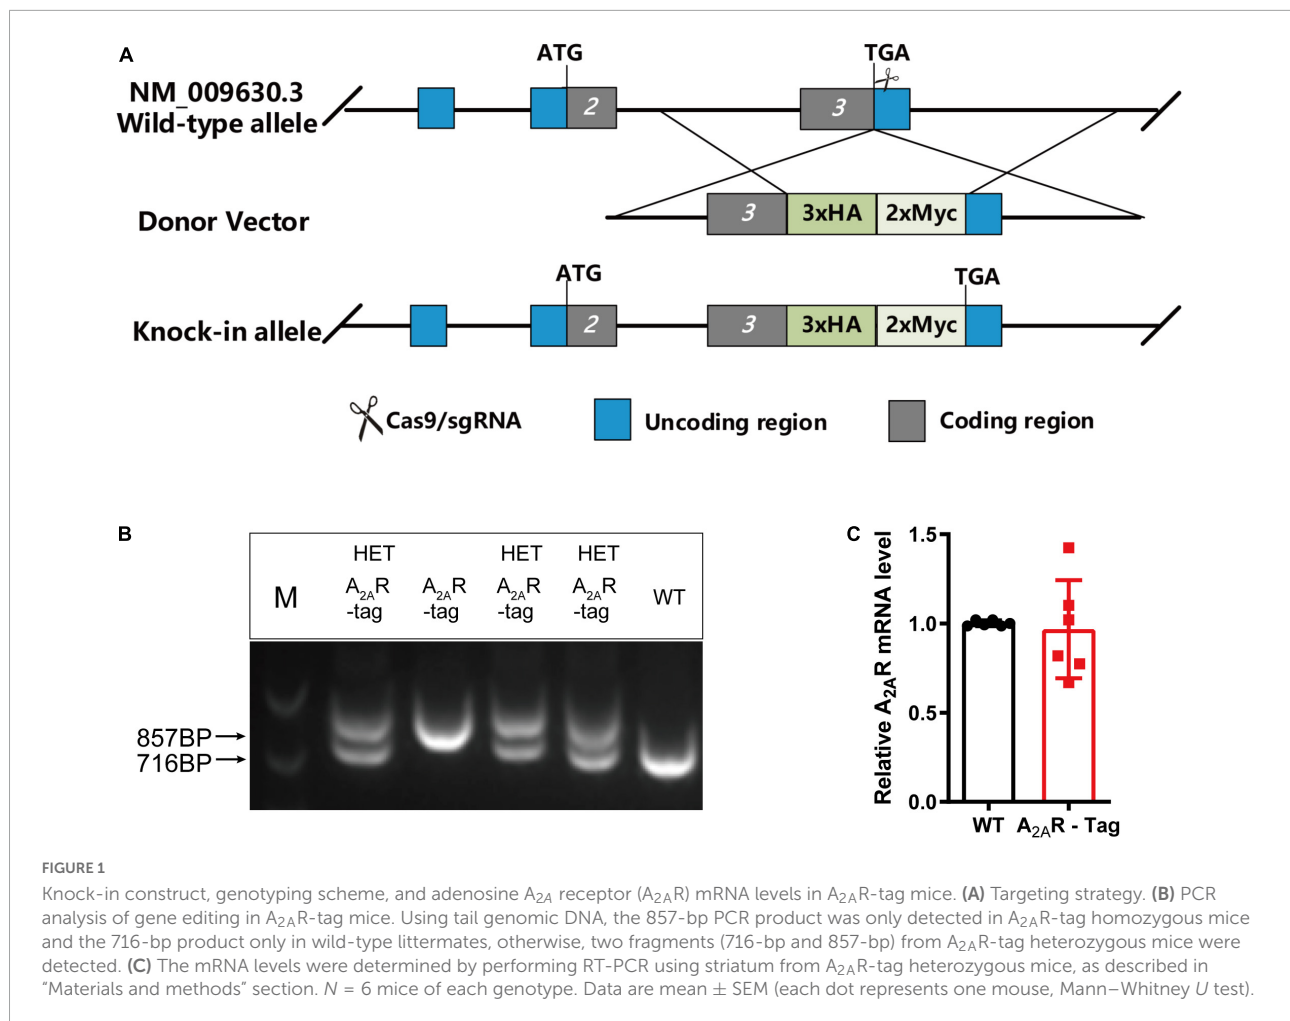 A
ATG
TGA
NM_009630.3
Wild-type allele
2
3
Donor Vector
3
3xHA
2xMyc
ATG
TGA
Knock-in allele
2
3
3xHA
2xMyc
Cas9/sgRNA
Uncoding region
Coding region
B
HET
HET
HET
M
A2AR
-tag
A2AR
-tag
A2AR
-tag
A2AR
-tag
WT
857BP
716BP
C
Relative A2AR mRNA level
1.5
1.0
0.5
0.0
WT
A2AR - Tag
FIGURE 1
Knock-in construct, genotyping scheme, and adenosine A2A receptor (A2AR) mRNA levels in A2AR-tag mice. (A) Targeting strategy. (B) PCR
analysis of gene editing in A2AR-tag mice. Using tail genomic DNA, the 857-bp PCR product was only detected in A2AR-tag homozygous mice
and the 716-bp product only in wild-type littermates, otherwise, two fragments (716-bp and 857-bp) from A2AR-tag heterozygous mice were
detected. (C) The mRNA levels were determined by performing RT-PCR using striatum from A2AR-tag heterozygous mice, as described in
"Materials and methods" section. N = 6 mice of each genotype. Data are mean ± SEM (each dot represents one mouse, Mann–Whitney U test).